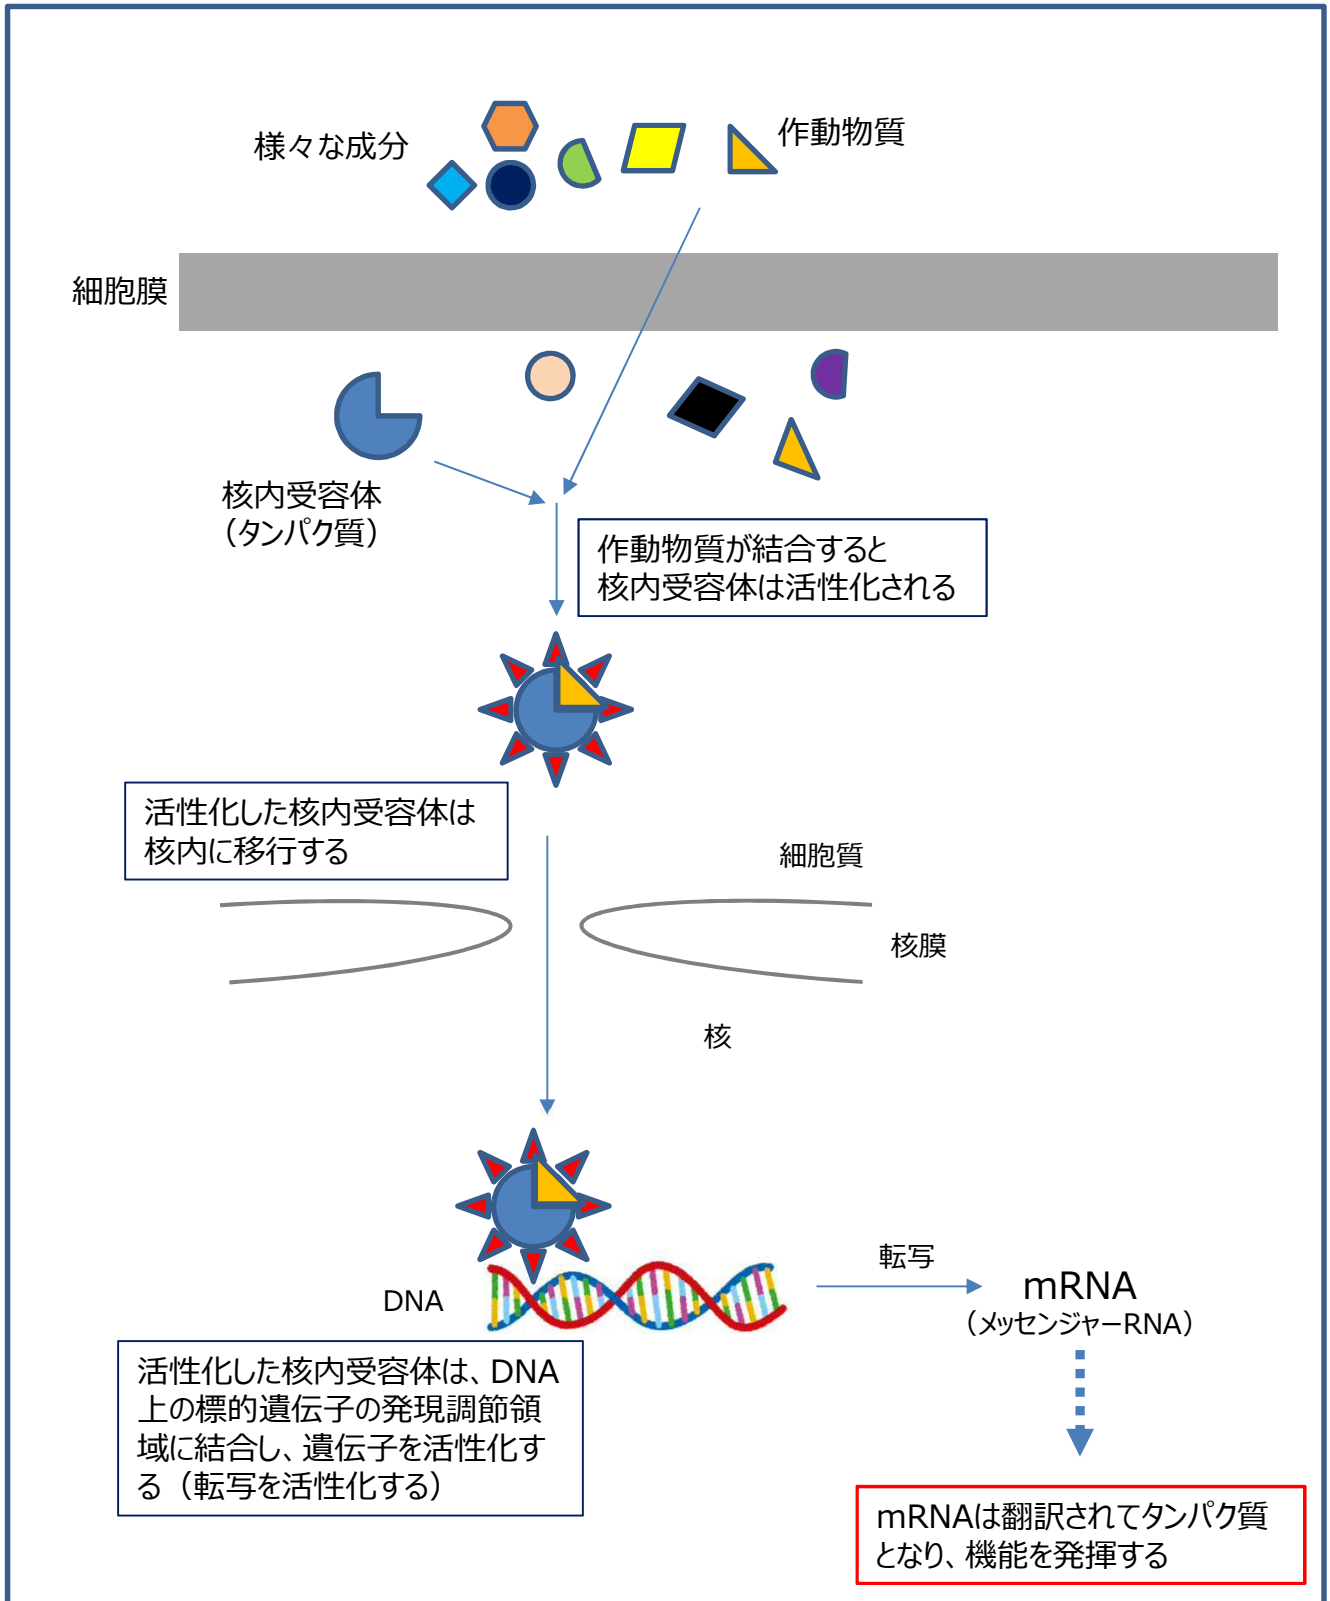 様々な成分
作動物質
細胞膜
核内受容体
（タンパク質）
作動物質が結合すると
核内受容体は活性化される
活性化した核内受容体は
核内に移行する
細胞質
核膜
核
転写
DNA
mRNA
（メッセンジャーRNA）
活性化した核内受容体は、DNA
上の標的遺伝子の発現調節領
域に結合し、遺伝子を活性化す
る（転写を活性化する）
mRNAは翻訳されてタンパク質
となり、機能を発揮する